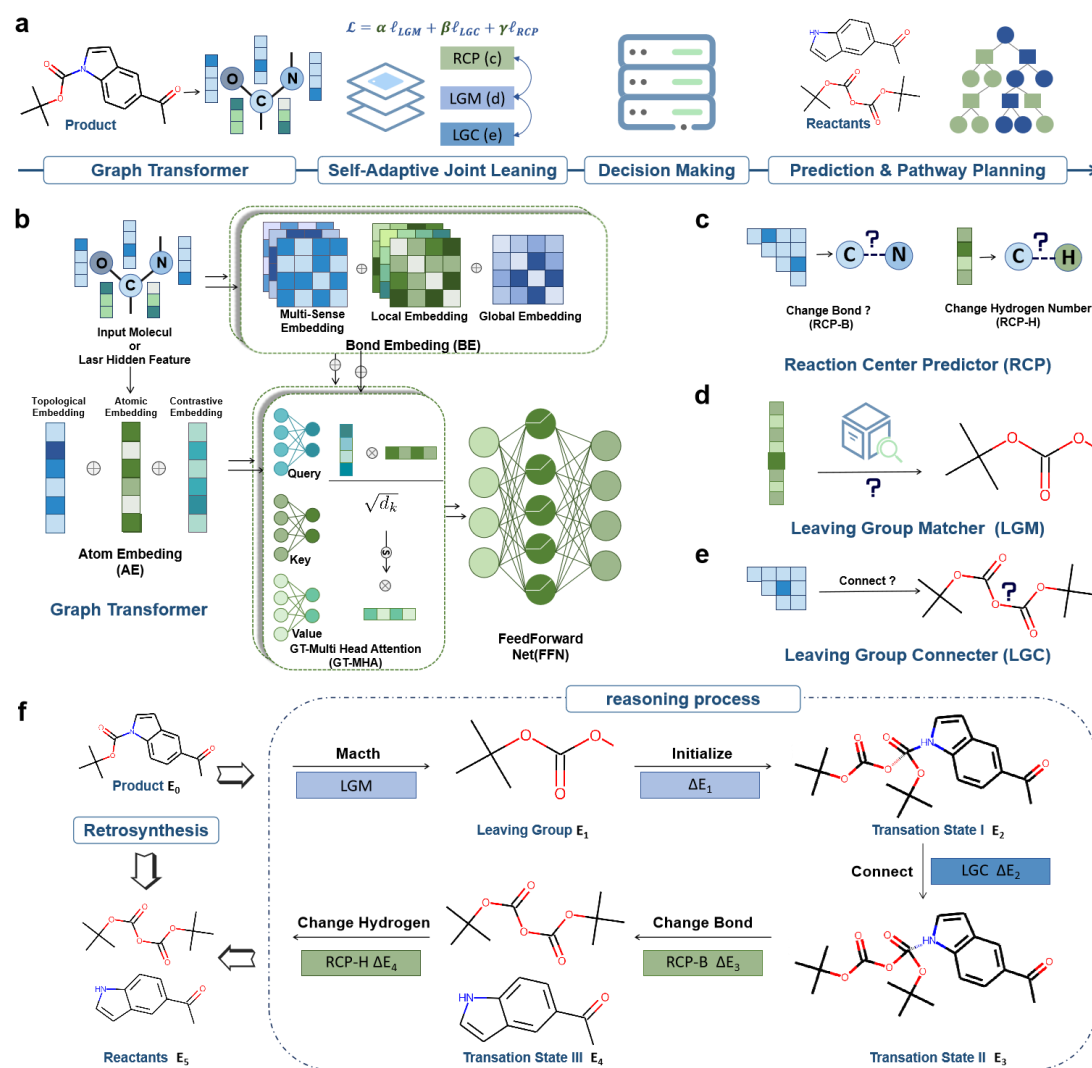 a
ℒ = α ℓ_LGM + β ℓ_LGC + γ ℓ_RCP
RCP (c)
LGM (d)
LGC (e)
O
N
C
Product
HN
O
Reactants
Graph Transformer
Self-Adaptive Joint Leaning
Decision Making
Prediction & Pathway Planning
b
O
N
C
Input Molecul
or
Lasr Hidden Feature
Multi-Sense
Embedding
Local Embedding
Global Embedding
Bond Embeding (BE)
Topological
Embedding
Atomic
Embedding
Contrastive
Embedding
Atom Embeding
(AE)
Graph Transformer
Query
√d_k
S
Key
Value
GT-Multi Head Attention
(GT-MHA)
FeedForward
Net(FFN)
c
C ? N
Change Bond ?
(RCP-B)
C ? H
Change Hydrogen Number
(RCP-H)
Reaction Center Predictor (RCP)
d
?
Leaving Group Matcher (LGM)
e
Connect ?
?
Leaving Group Connecter (LGC)
f
reasoning process
Product E₀
Macth
LGM
Leaving Group E₁
Initialize
ΔE₁
Transation State I E₂
Retrosynthesis
Connect
LGC ΔE₂
Change Hydrogen
RCP-H ΔE₄
Change Bond
RCP-B ΔE₃
Reactants E₅
Transation State III E₄
Transation State II E₃